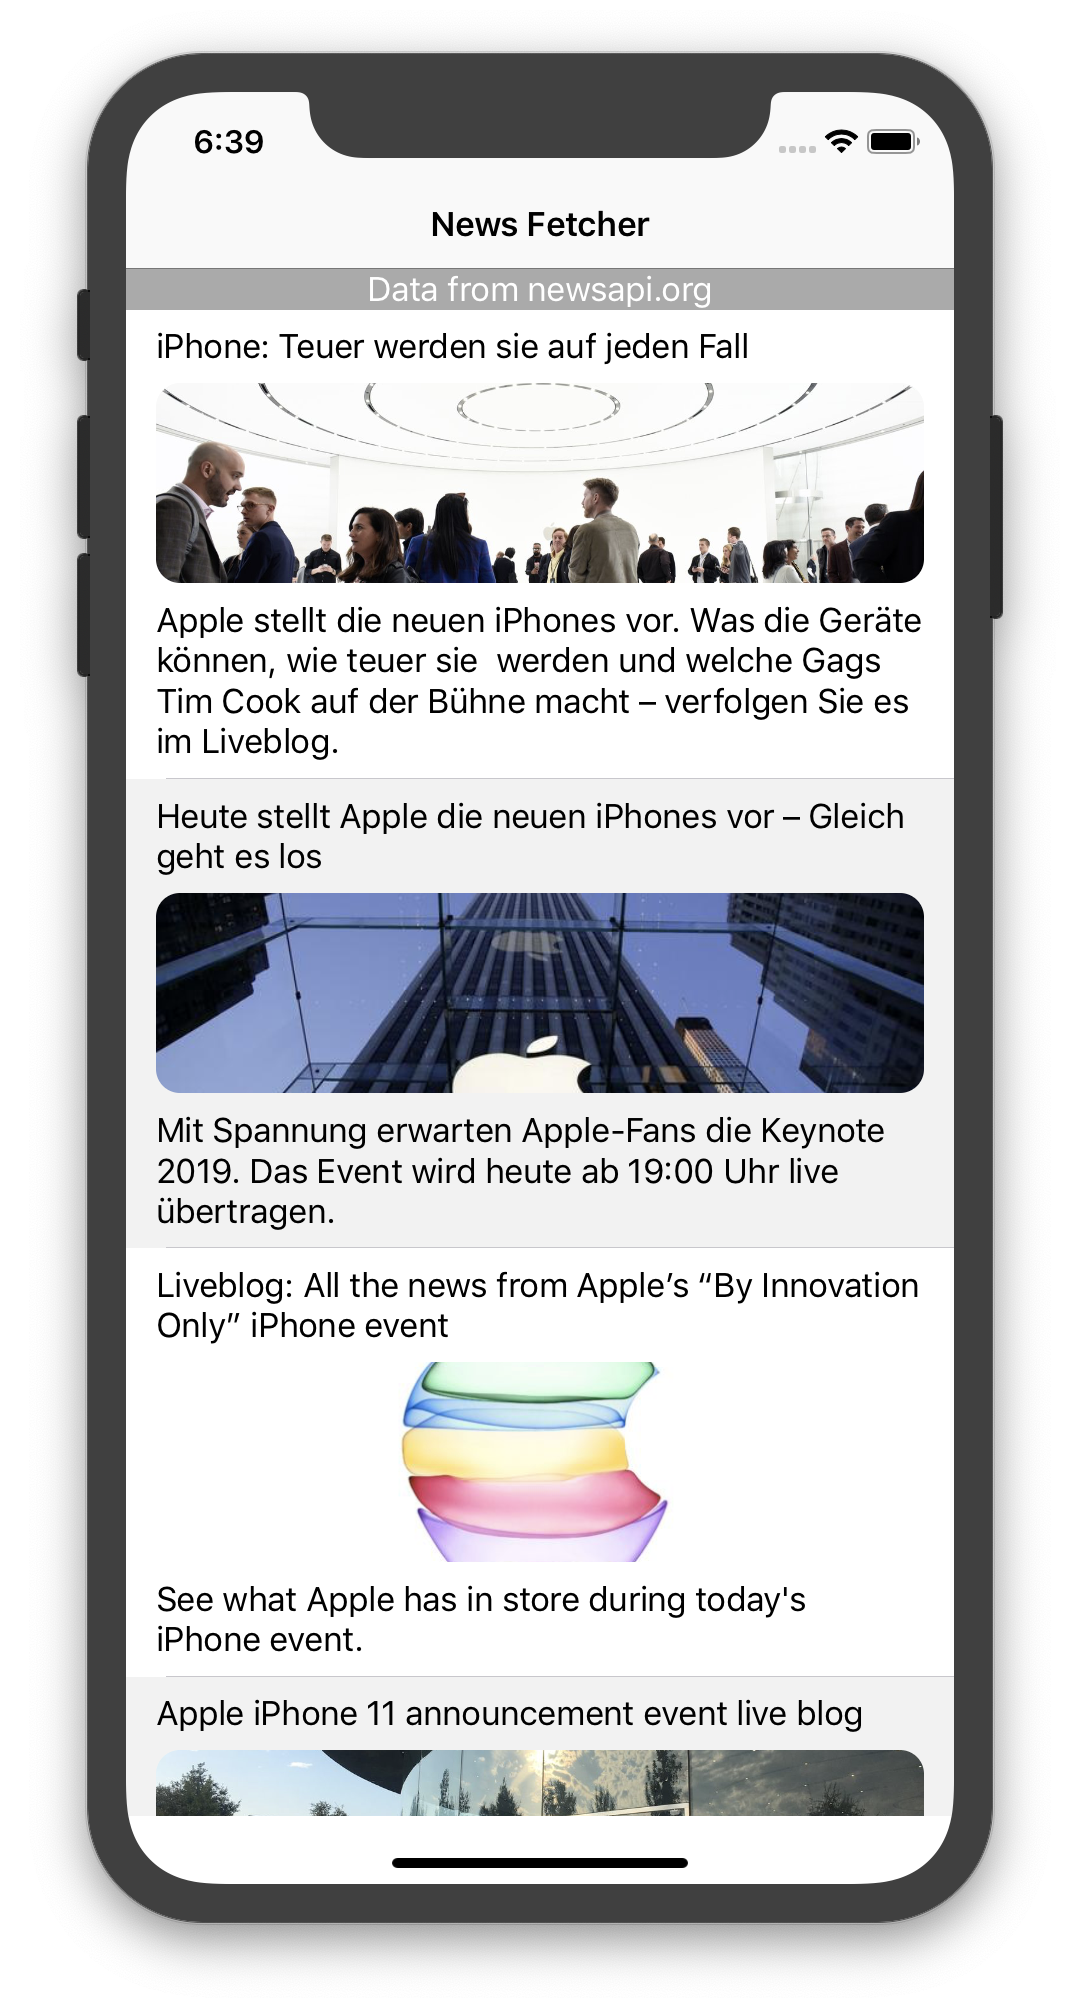 6:39
News Fetcher
Data from newsapi.org
iPhone: Teuer werden sie auf jeden Fall
Apple stellt die neuen iPhones vor. Was die Geräte
können, wie teuer sie  werden und welche Gags
Tim Cook auf der Bühne macht – verfolgen Sie es
im Liveblog.
Heute stellt Apple die neuen iPhones vor – Gleich
geht es los
Mit Spannung erwarten Apple-Fans die Keynote
2019. Das Event wird heute ab 19:00 Uhr live
übertragen.
Liveblog: All the news from Apple’s “By Innovation
Only” iPhone event
See what Apple has in store during today's
iPhone event.
Apple iPhone 11 announcement event live blog